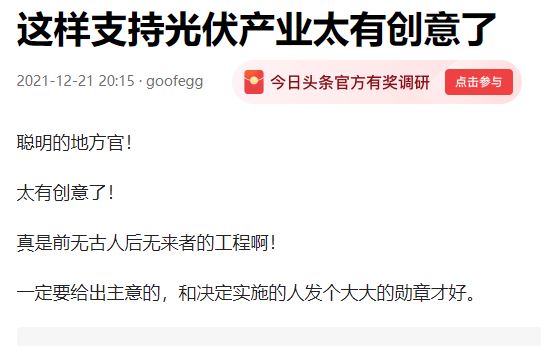 这样支持光伏产业太有创意了
2021-12-21 20:15 · goofegg
今日头条官方有奖调研 点击参与
聪明的地方官！
太有创意了！
真是前无古人后无来者的工程啊！
一定要给出主意的，和决定实施的人发个大大的勋章才好。